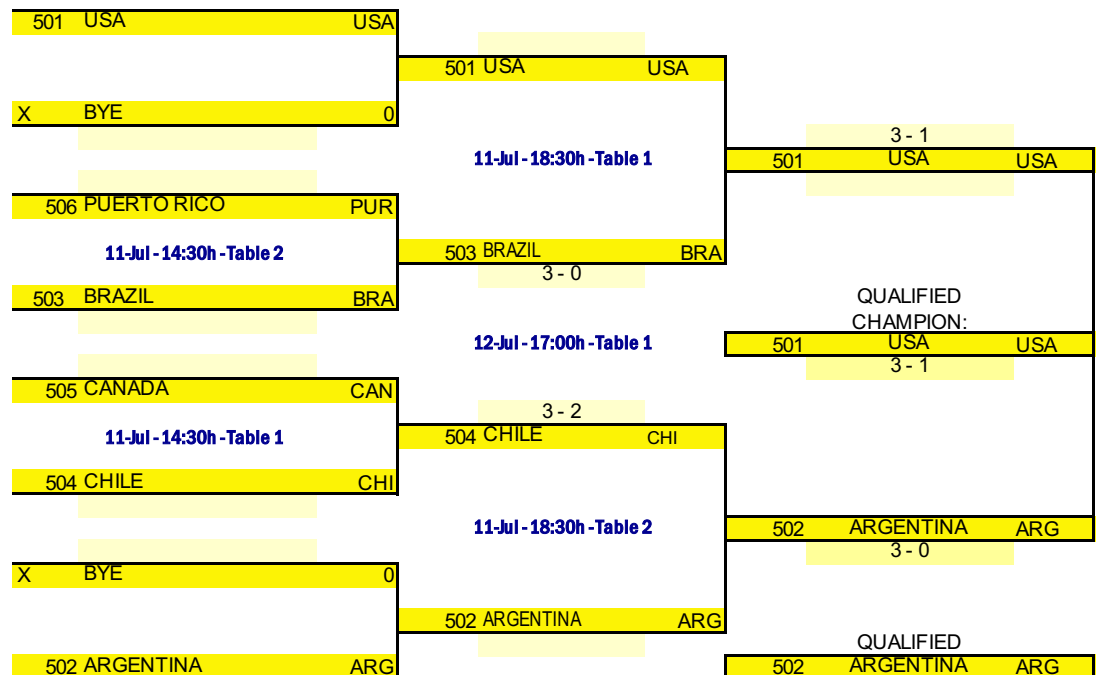 501 USA USA
501 USA USA
X BYE 0
3 - 1
11-Jul - 18:30h - Table 1
501 USA USA
506 PUERTO RICO PUR
11-Jul - 14:30h - Table 2
503 BRAZIL BRA
3 - 0
503 BRAZIL BRA
QUALIFIED
CHAMPION:
12-Jul - 17:00h - Table 1
501 USA USA
3 - 1
505 CANADA CAN
3 - 2
11-Jul - 14:30h - Table 1
504 CHILE CHI
504 CHILE CHI
11-Jul - 18:30h - Table 2
502 ARGENTINA ARG
3 - 0
X BYE 0
502 ARGENTINA ARG
QUALIFIED
502 ARGENTINA ARG
502 ARGENTINA ARG